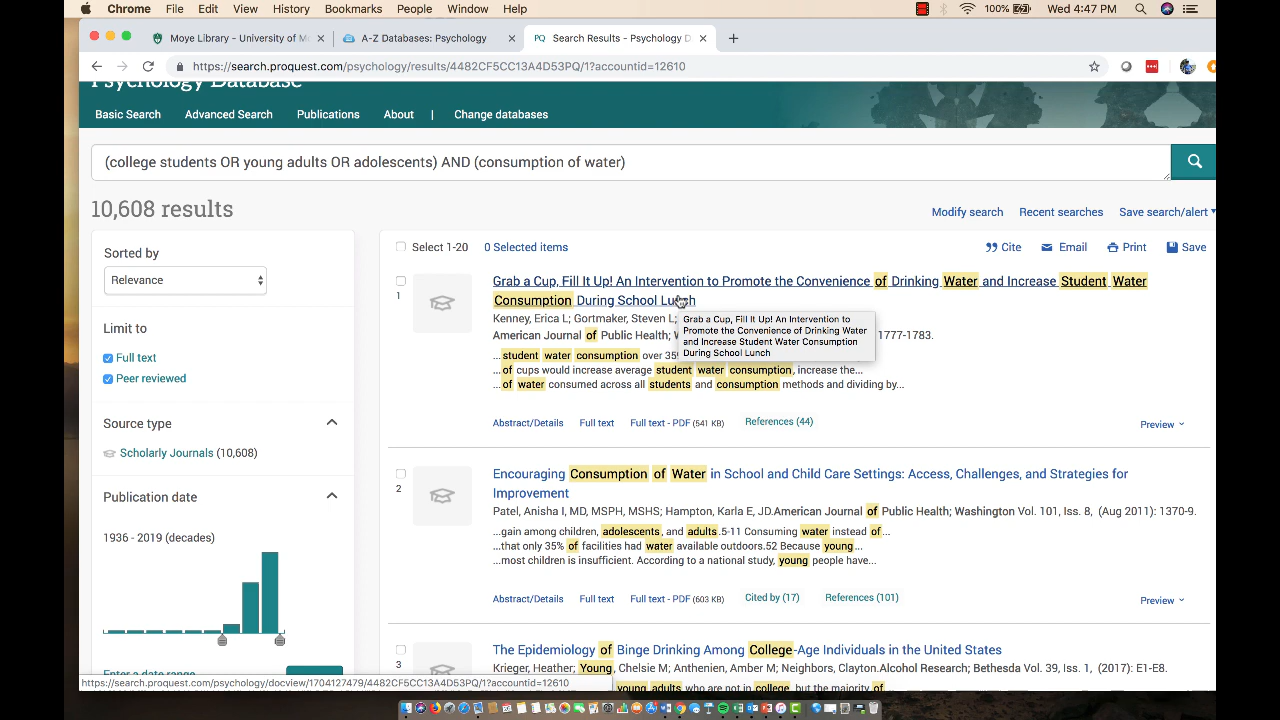 Chrome File Edit View History Bookmarks People Window Help 100% Wed 4:47 PM
Moye Library - University of M × A-Z Databases: Psychology × PQ Search Results - Psychology D × +
https://search.proquest.com/psychology/results/4482CF5CC13A4D53PQ/1?accountid=12610
Psychology Database
Basic Search Advanced Search Publications About | Change databases
(college students OR young adults OR adolescents) AND (consumption of water)
10,608 results
Modify search Recent searches Save search/alert
Sorted by
Relevance
Limit to
Full text
Peer reviewed
Source type
Scholarly Journals (10,608)
Publication date
1936 - 2019 (decades)
Enter a date range
Select 1-20 0 Selected items Cite Email Print Save
1
Grab a Cup, Fill It Up! An Intervention to Promote the Convenience of Drinking Water and Increase Student Water
Consumption During School Lunch
Kenney, Erica L; Gortmaker, Steven L;
American Journal of Public Health; 1777-1783.
...student water consumption over 35
...of cups would increase average student water consumption, increase the...
...of water consumed across all students and consumption methods and dividing by...
Grab a Cup, Fill It Up! An Intervention to
Promote the Convenience of Drinking Water
and Increase Student Water Consumption
During School Lunch
Abstract/Details Full text Full text - PDF (541 KB) References (44) Preview
2
Encouraging Consumption of Water in School and Child Care Settings: Access, Challenges, and Strategies for
Improvement
Patel, Anisha I, MD, MSPH, MSHS; Hampton, Karla E, JD.American Journal of Public Health; Washington Vol. 101, Iss. 8, (Aug 2011): 1370-9.
...gain among children, adolescents, and adults.5-11 Consuming water instead of...
...that only 35% of facilities had water available outdoors.52 Because young...
...most children is insufficient. According to a national study, young people have...
Abstract/Details Full text Full text - PDF (603 KB) Cited by (17) References (101) Preview
3
The Epidemiology of Binge Drinking Among College-Age Individuals in the United States
Krieger, Heather; Young, Chelsie M; Anthenien, Amber M; Neighbors, Clayton.Alcohol Research; Bethesda Vol. 39, Iss. 1, (2017): E1-E8.
young adults who are not in college, but the majority of
https://search.proquest.com/psychology/docview/1704127479/4482CF5CC13A4D53PQ/1?accountid=12610